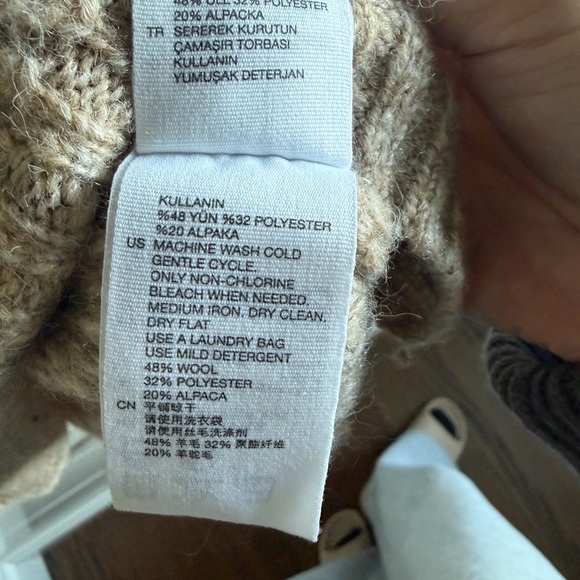 48% ULL 32% POLYESTER
20% ALPACKA
TR SEREREK KURUTUN
ÇAMAŞIR TORBASI
KULLANIN
YUMUŞAK DETERJAN
KULLANIN
%48 YÜN %32 POLYESTER
%20 ALPAKA
US MACHINE WASH COLD
GENTLE CYCLE.
ONLY NON-CHLORINE
BLEACH WHEN NEEDED.
MEDIUM IRON. DRY CLEAN.
DRY FLAT
USE A LAUNDRY BAG
USE MILD DETERGENT
48% WOOL
32% POLYESTER
20% ALPACA
CN 平铺晾干
请使用洗衣袋
请使用丝毛洗涤剂
48% 羊毛 32% 聚酯纤维
20% 羊驼毛